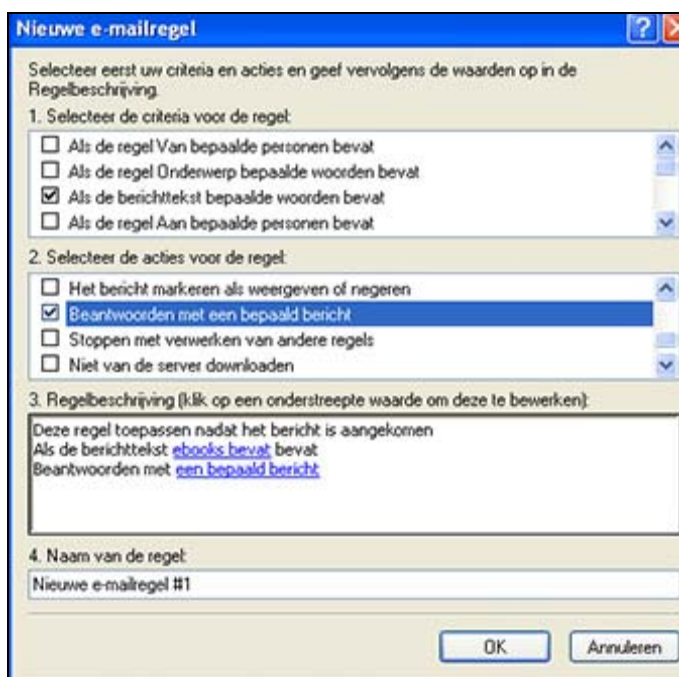 Nieuwe e-mailregel
Selecteer eerst uw criteria en acties en geef vervolgens de waarden op in de
Regelbeschrijving.
1. Selecteer de criteria voor de regel:
Als de regel Van bepaalde personen bevat
Als de regel Onderwerp bepaalde woorden bevat
Als de berichttekst bepaalde woorden bevat
Als de regel Aan bepaalde personen bevat
2. Selecteer de acties voor de regel:
Het bericht markeren als weergeven of negeren
Beantwoorden met een bepaald bericht
Stoppen met verwerken van andere regels
Niet van de server downloaden
3. Regelbeschrijving (klik op een onderstreepte waarde om deze te bewerken):
Deze regel toepassen nadat het bericht is aangekomen
Als de berichttekst ebooks bevat bevat
Beantwoorden met een bepaald bericht
4. Naam van de regel:
Nieuwe e-mailregel #1
OK Annuleren